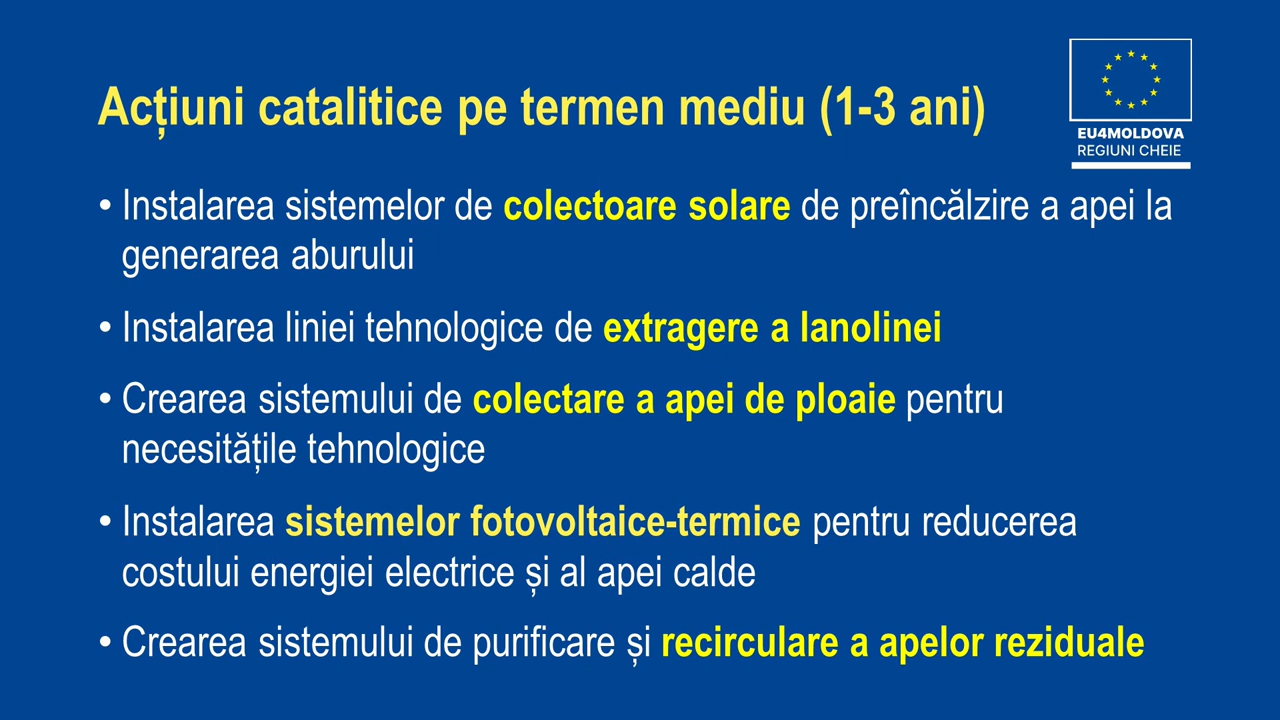 Acțiuni catalitice pe termen mediu (1-3 ani)
EU4MOLDOVA
REGIUNI CHEIE
• Instalarea sistemelor de colectoare solare de preîncălzire a apei la
generarea aburului
• Instalarea liniei tehnologice de extragere a lanolinei
• Crearea sistemului de colectare a apei de ploaie pentru
necesitățile tehnologice
• Instalarea sistemelor fotovoltaice-termice pentru reducerea
costului energiei electrice și al apei calde
• Crearea sistemului de purificare și recirculare a apelor reziduale